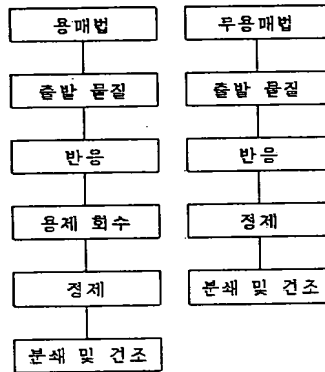 용매법
출발 물질
반응
용제 회수
정제
분쇄 및 건조
무용매법
출발 물질
반응
정제
분쇄 및 건조